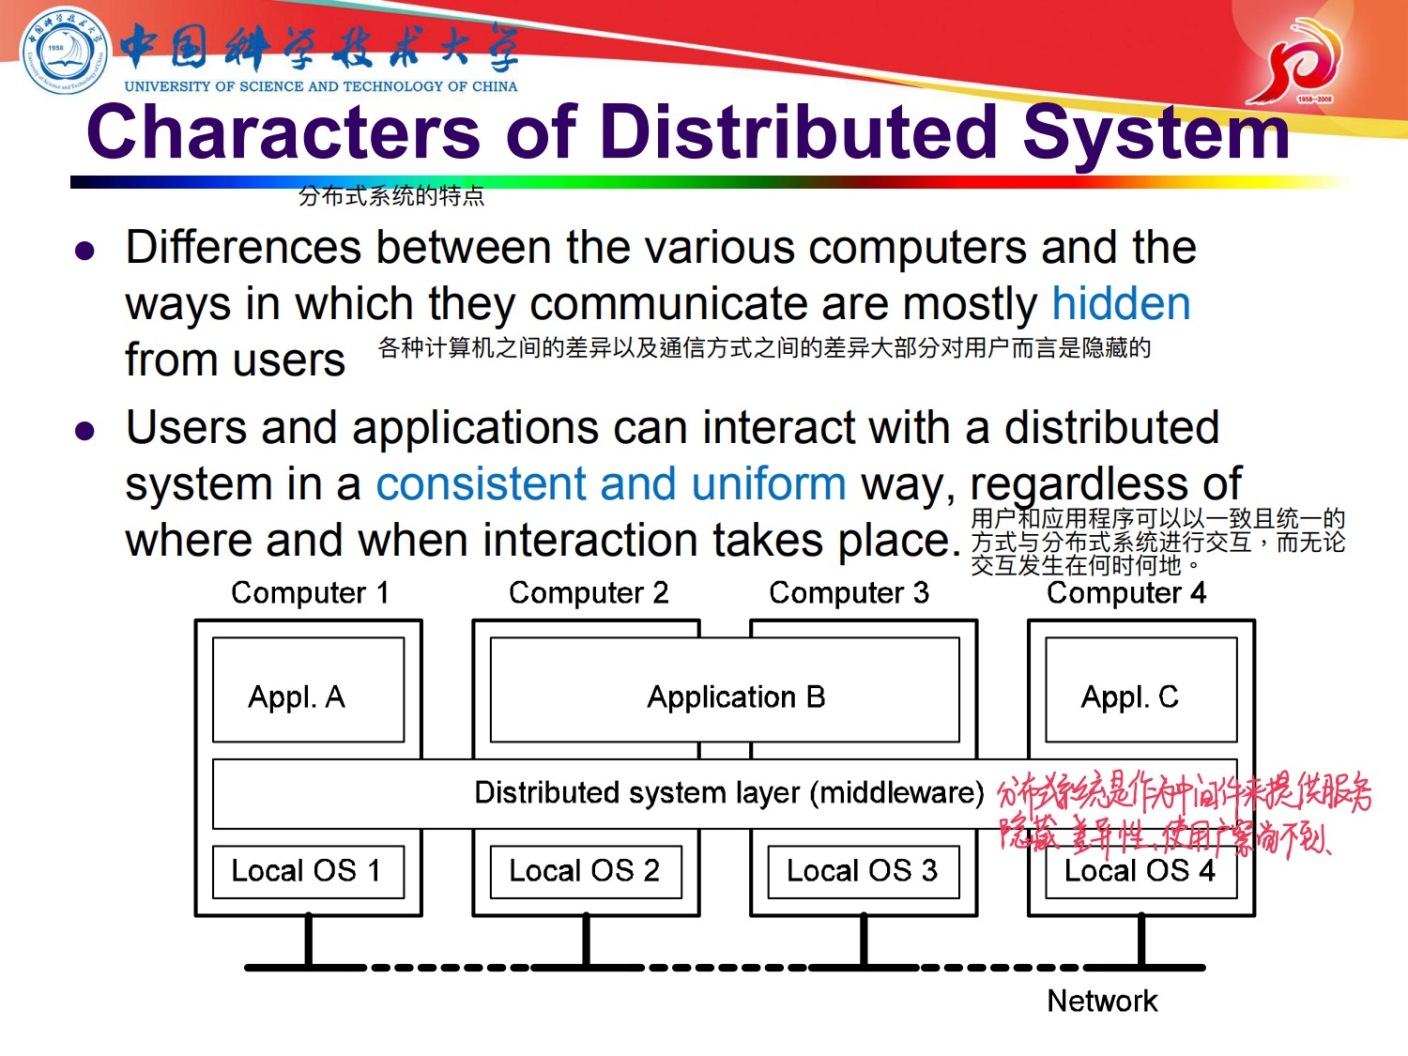 中国科学技术大学
UNIVERSITY OF SCIENCE AND TECHNOLOGY OF CHINA
1958
1958—2008
Characters of Distributed System
分布式系统的特点
Differences between the various computers and the
ways in which they communicate are mostly hidden
from users
各种计算机之间的差异以及通信方式之间的差异大部分对用户而言是隐藏的
Users and applications can interact with a distributed
system in a consistent and uniform way, regardless of
where and when interaction takes place.
用户和应用程序可以以一致且统一的
方式与分布式系统进行交互，而无论
交互发生在何时何地。
Computer 1
Computer 2
Computer 3
Computer 4
Appl. A
Application B
Appl. C
Distributed system layer (middleware)
分布式系统是作为中间件来提供服务
隐藏差异性、使用户察尚不到、
Local OS 1
Local OS 2
Local OS 3
Local OS 4
Network